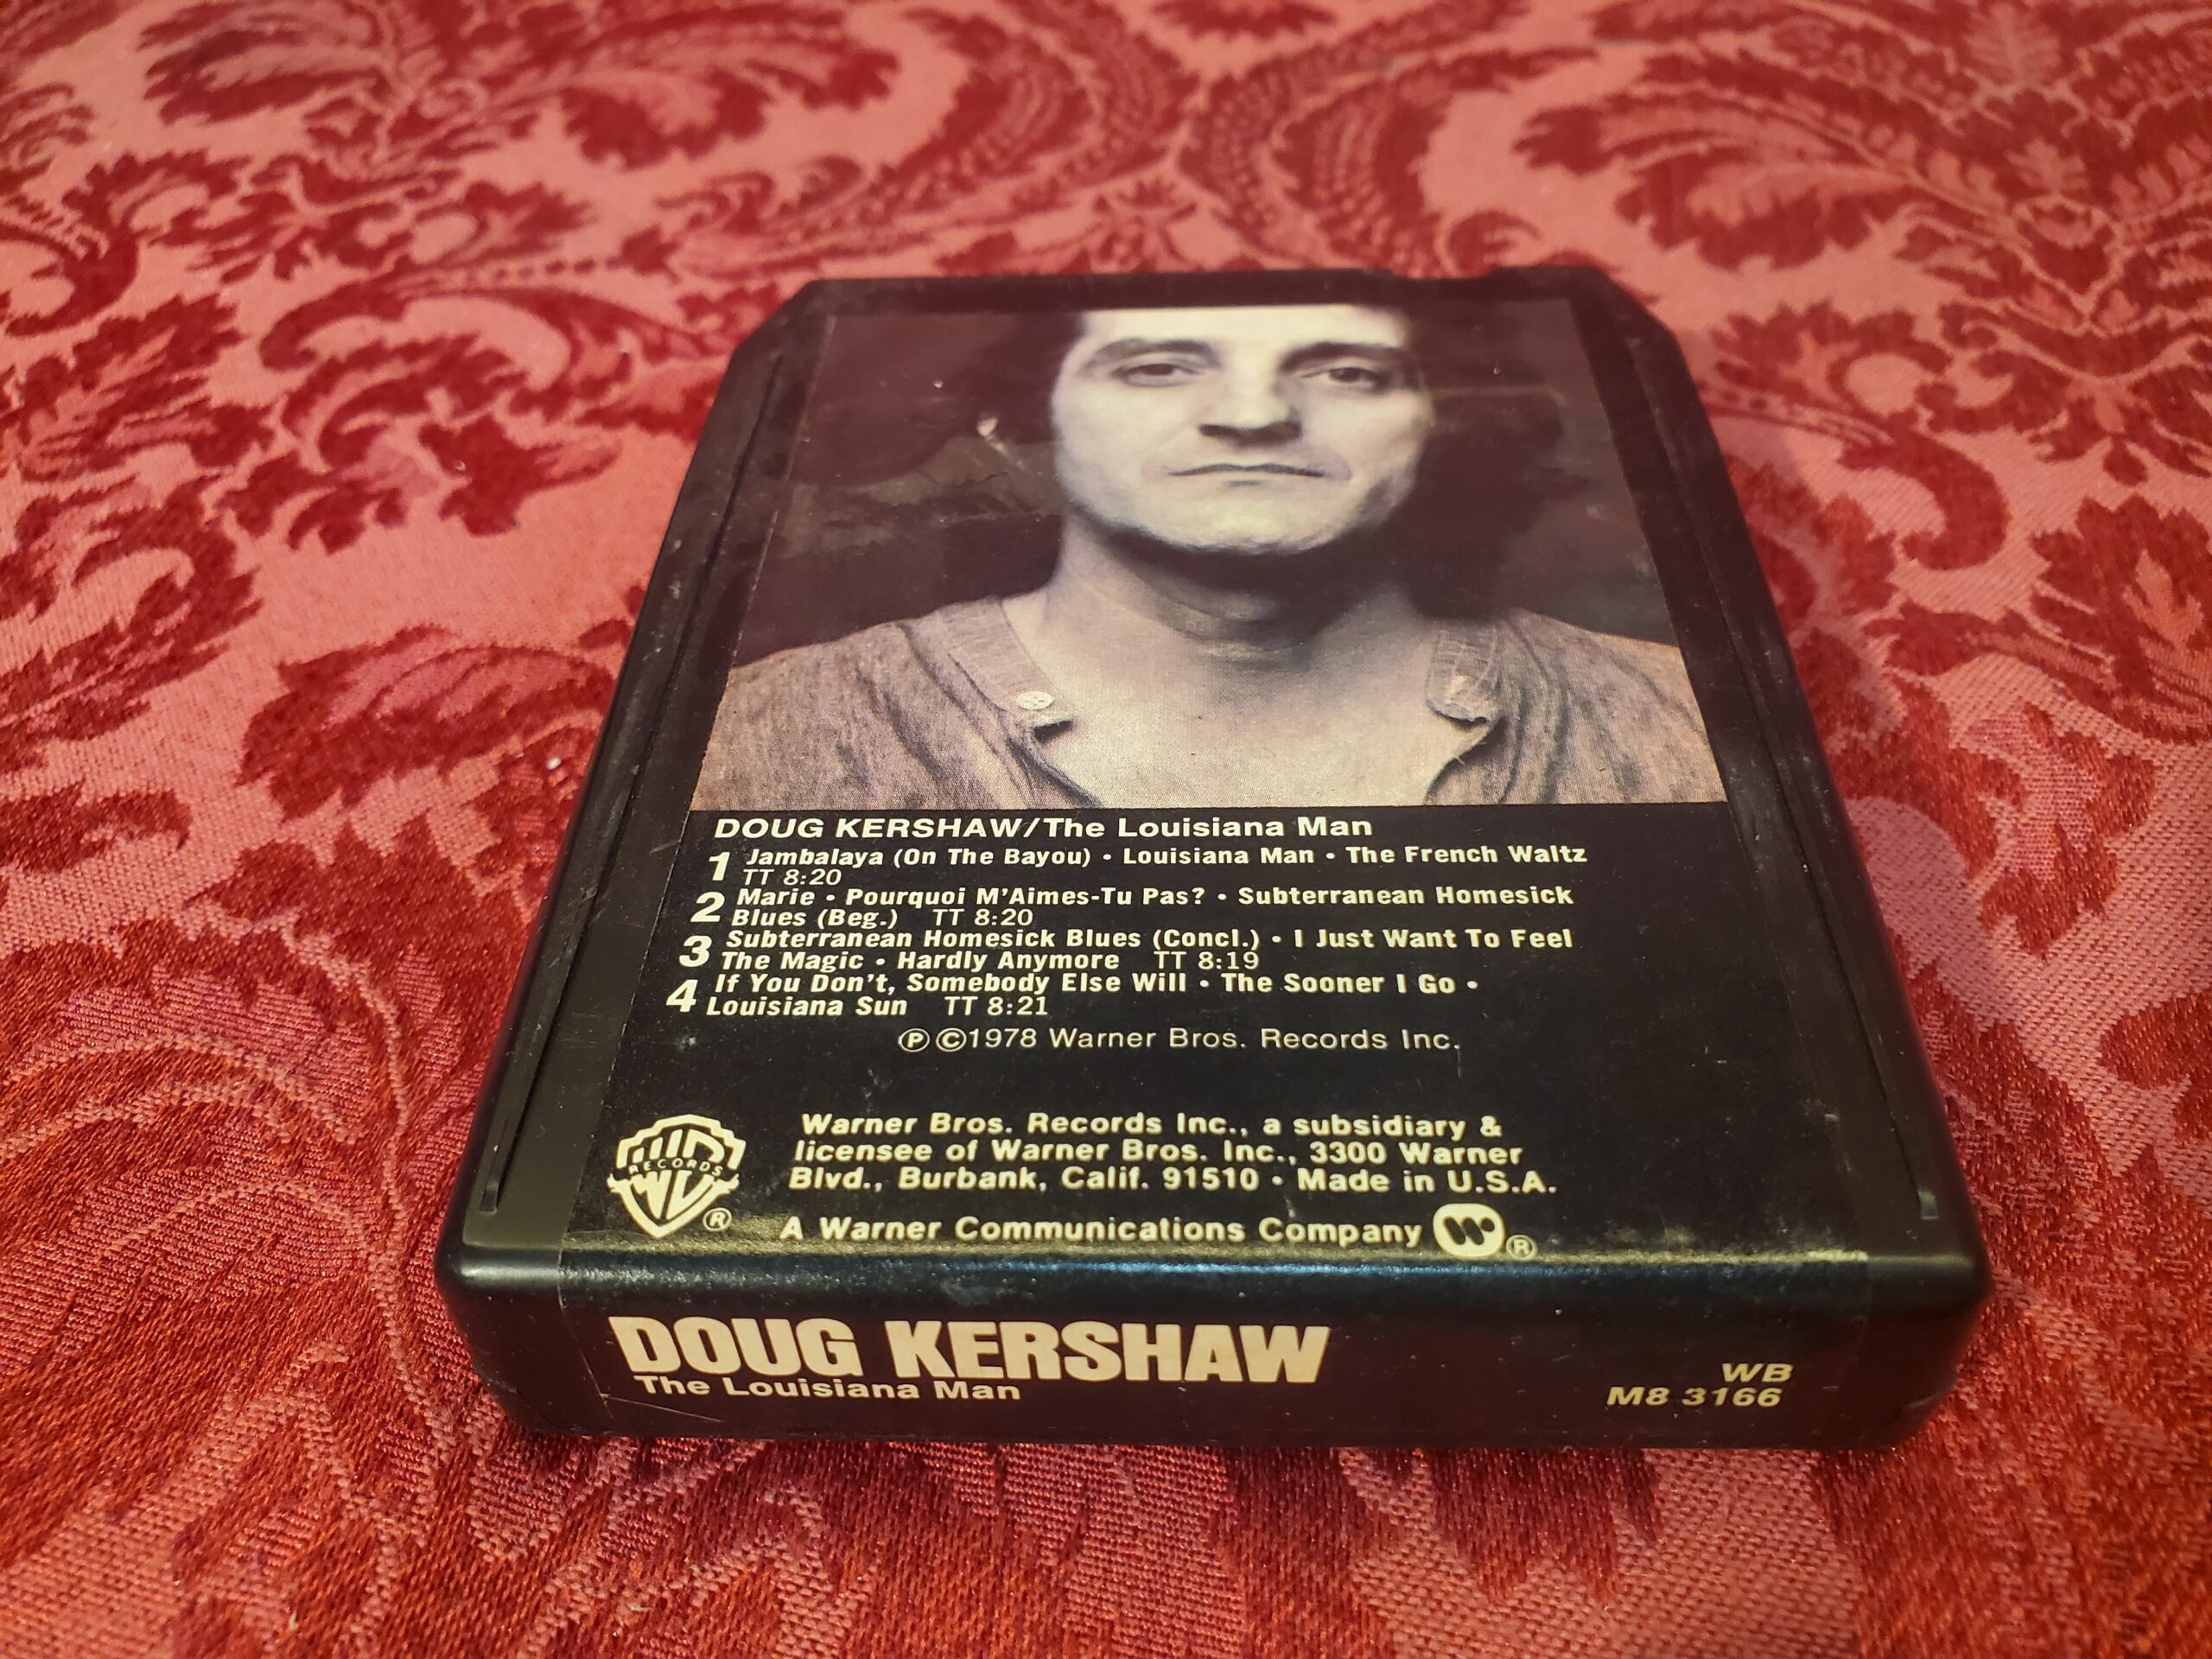 DOUG KERSHAW/The Louisiana Man
1 Jambalaya (On The Bayou) • Louisiana Man • The French Waltz
TT 8:20
2 Marie • Pourquoi M'Aimes-Tu Pas? • Subterranean Homesick
Blues (Beg.) TT 8:20
3 Subterranean Homesick Blues (Concl.) • I Just Want To Feel
The Magic • Hardly Anymore TT 8:19
4 If You Don't, Somebody Else Will • The Sooner I Go •
Louisiana Sun TT 8:21
℗ ©1978 Warner Bros. Records Inc.
Warner Bros. Records Inc., a subsidiary &
licensee of Warner Bros. Inc., 3300 Warner
Blvd., Burbank, Calif. 91510 • Made in U.S.A.
WB RECORDS ®
A Warner Communications Company W ®
DOUG KERSHAW
The Louisiana Man
WB
M8 3166